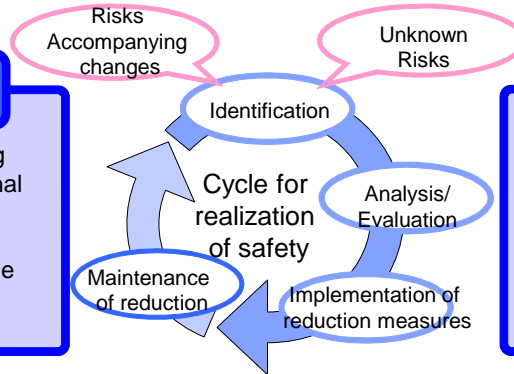 Risks
Accompanying
changes
Unknown
Risks
Identification
Cycle for
realization
of safety
Analysis/
Evaluation
Implementation of
reduction measures
Maintenance
of reduction